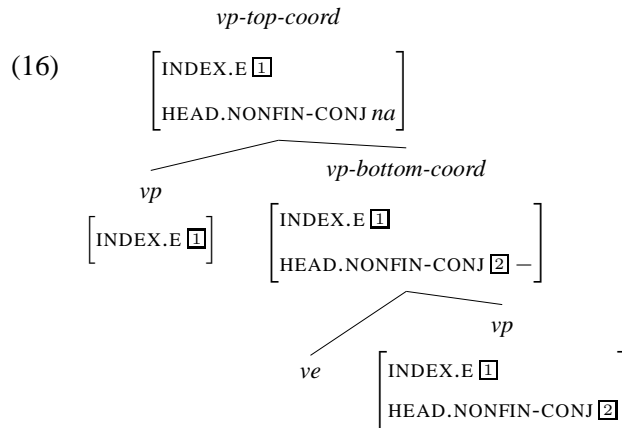 vp-top-coord
(16)
INDEX.E 1
HEAD.NONFIN-CONJ na
vp-bottom-coord
vp
INDEX.E 1
INDEX.E 1
HEAD.NONFIN-CONJ 2 −
vp
ve
INDEX.E 1
HEAD.NONFIN-CONJ 2